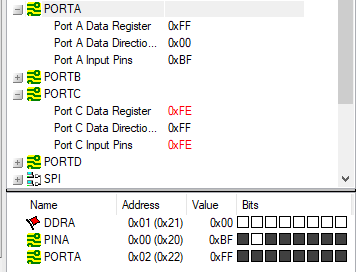 PORTA
Port A Data Register 0xFF
Port A Data Directio... 0x00
Port A Input Pins 0xBF
PORTB
PORTC
Port C Data Register 0xFE
Port C Data Directio... 0xFF
Port C Input Pins 0xFE
PORTD
SPI
Name Address Value Bits
DDRA 0x01 (0x21) 0x00
PINA 0x00 (0x20) 0xBF
PORTA 0x02 (0x22) 0xFF